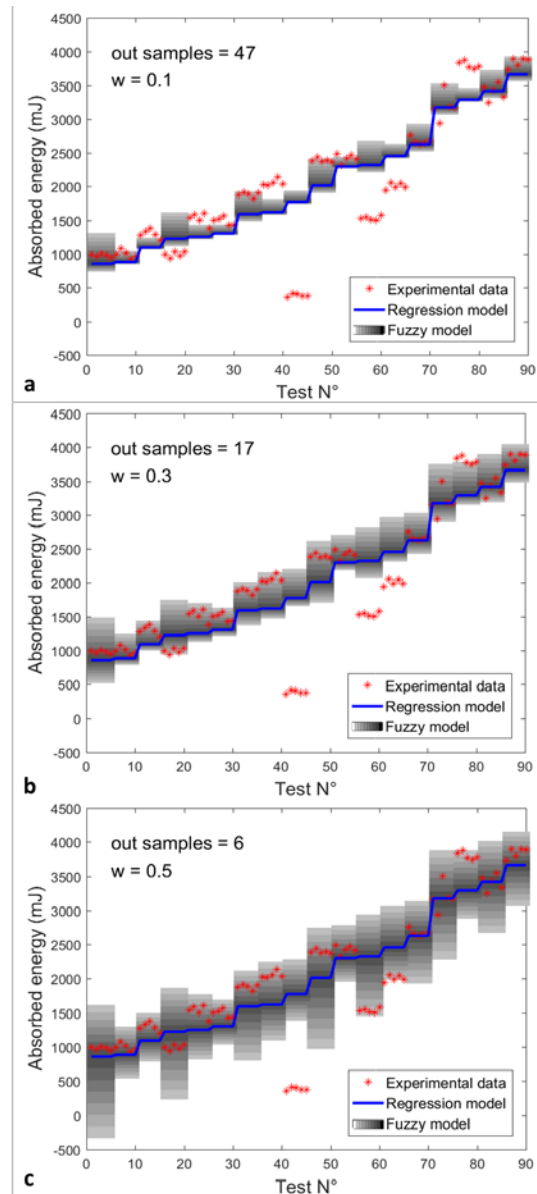 4500
4000
3500
3000
2500
2000
1500
1000
500
0
-500
Absorbed energy (mJ)
out samples = 47
w = 0.1
Experimental data
Regression model
Fuzzy model
0 10 20 30 40 50 60 70 80 90
Test N°
a
4500
4000
3500
3000
2500
2000
1500
1000
500
0
-500
Absorbed energy (mJ)
out samples = 17
w = 0.3
Experimental data
Regression model
Fuzzy model
0 10 20 30 40 50 60 70 80 90
Test N°
b
4500
4000
3500
3000
2500
2000
1500
1000
500
0
-500
Absorbed energy (mJ)
out samples = 6
w = 0.5
Experimental data
Regression model
Fuzzy model
0 10 20 30 40 50 60 70 80 90
Test N°
c